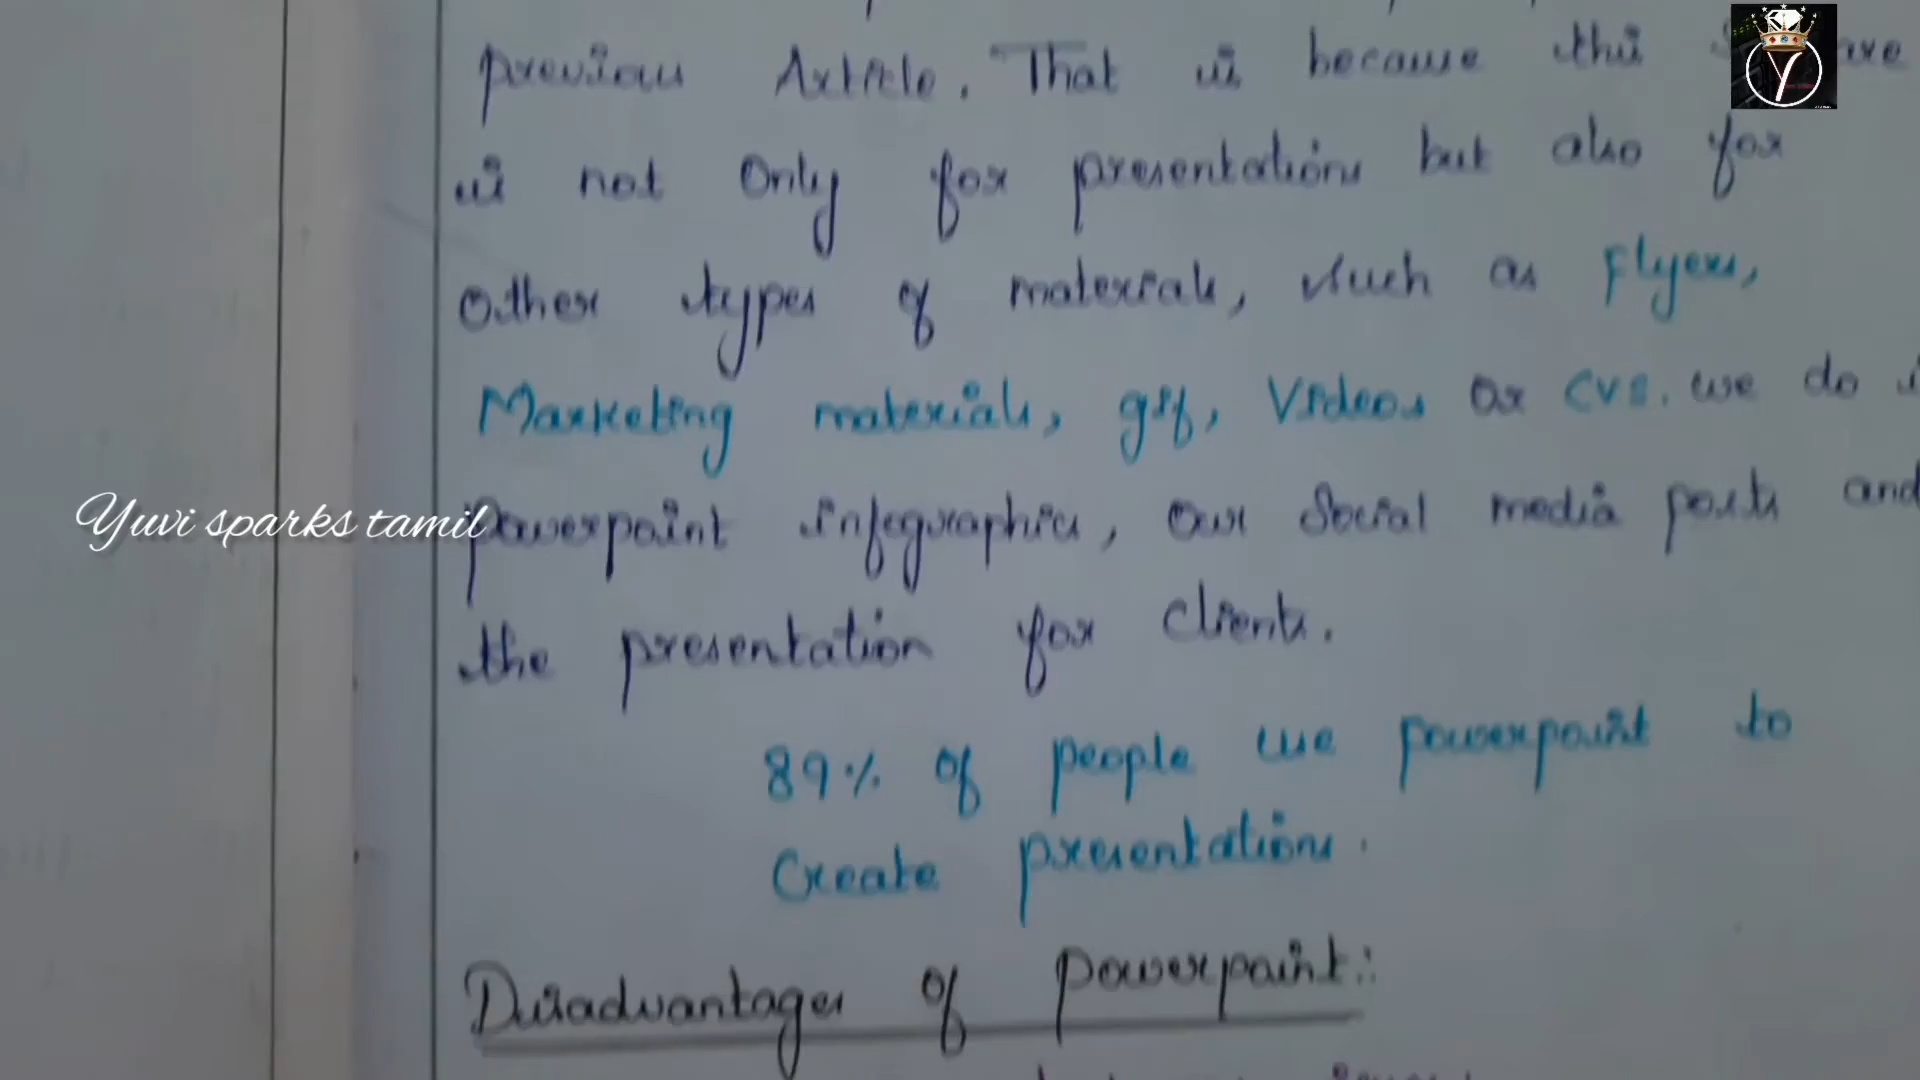 previous Article. That is because this
is not Only for presentations but also for
Other types of materials, such as Flyers,
Marketing materials, gif, Videos Or CVS. we do
Yuvi sparks tamil
Powerpoint infographics, Our Social media posts and
the presentation for Clients.
89% of people use powerpoint to
Create presentations.
Disadvantages of Powerpoint: